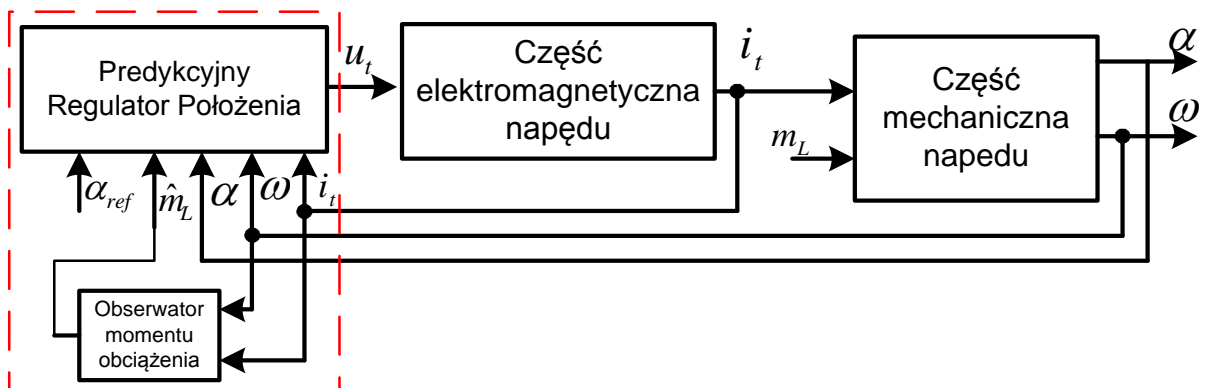 Predykcyjny
Regulator Położenia
u_t
Część
elektromagnetyczna
napędu
i_t
m_L
Część
mechaniczna
napedu
α
ω
α_ref
m̂_L
α
ω
i_t
Obserwator
momentu
obciążenia